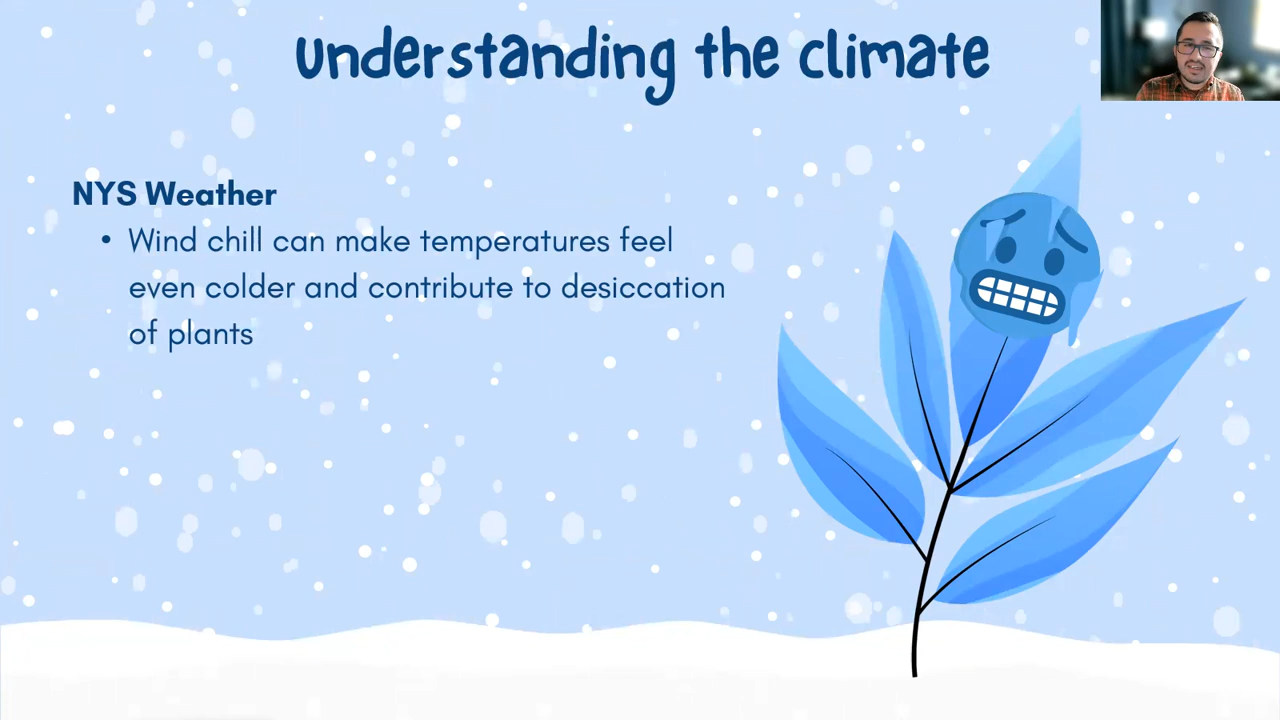 understanding the climate
NYS Weather
• Wind chill can make temperatures feel
even colder and contribute to desiccation
of plants